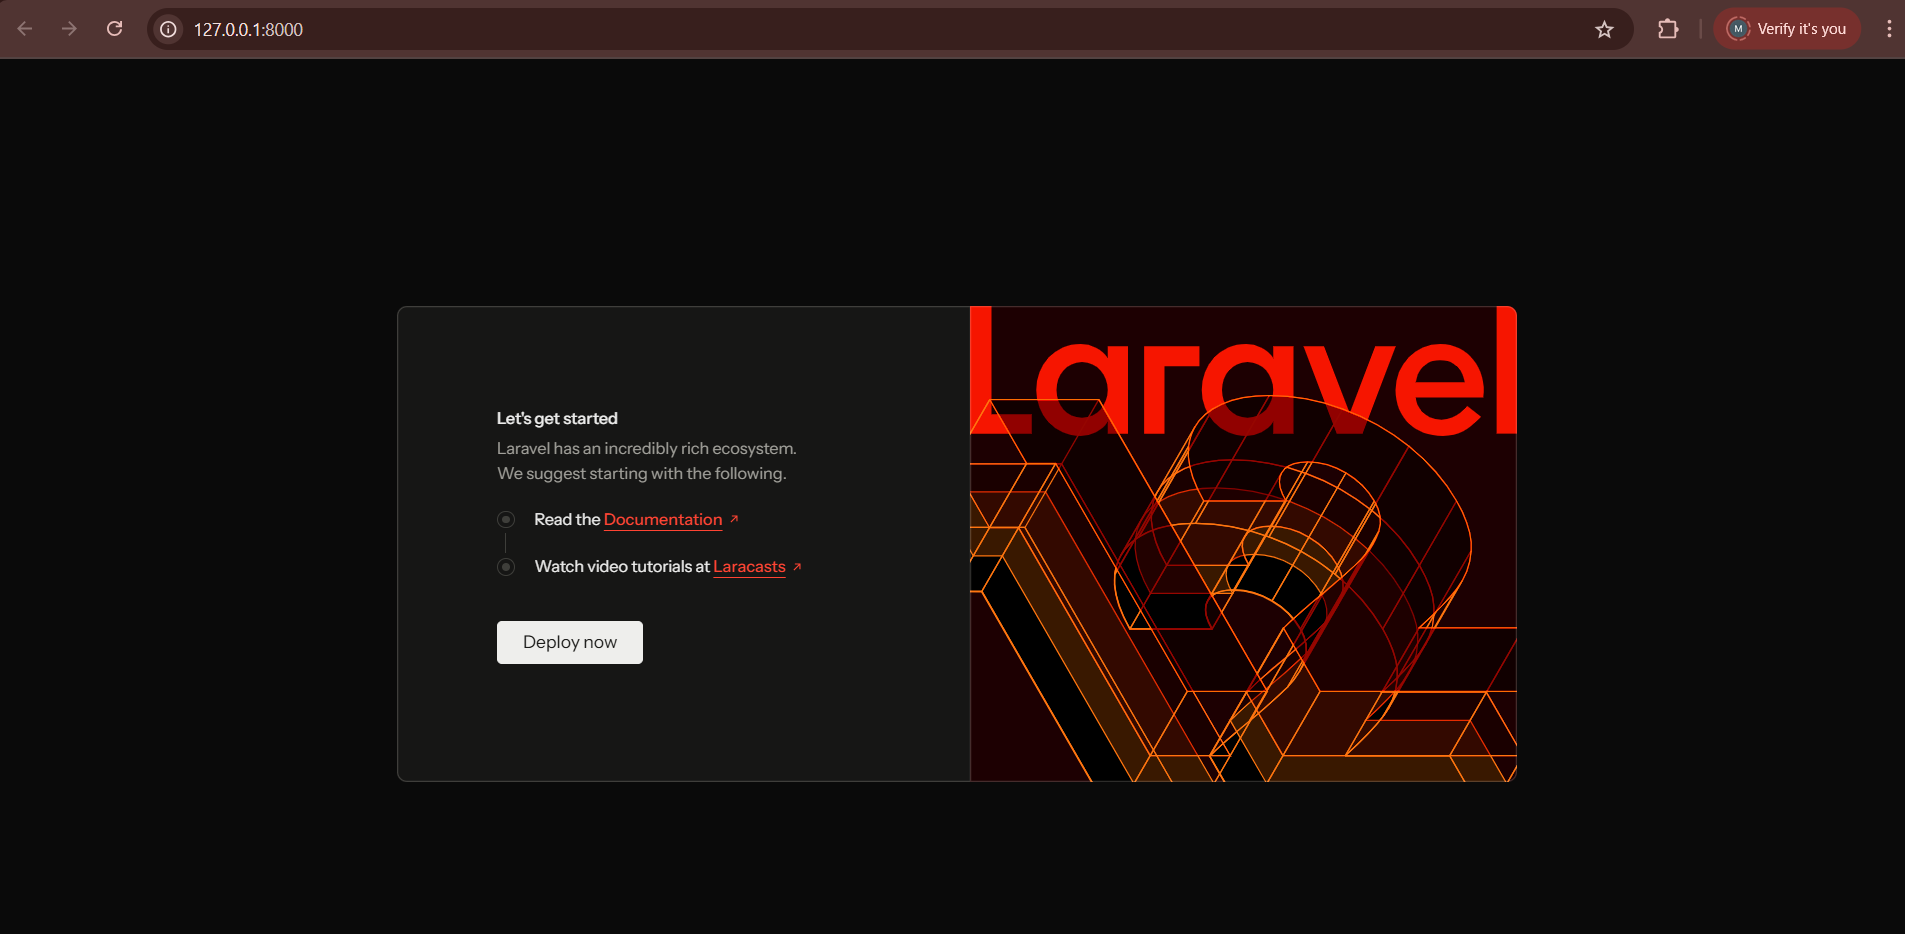 127.0.0.1:8000
M
Verify it's you
Let's get started
Laravel has an incredibly rich ecosystem.
We suggest starting with the following.
Read the Documentation
Watch video tutorials at Laracasts
Deploy now
Laravel